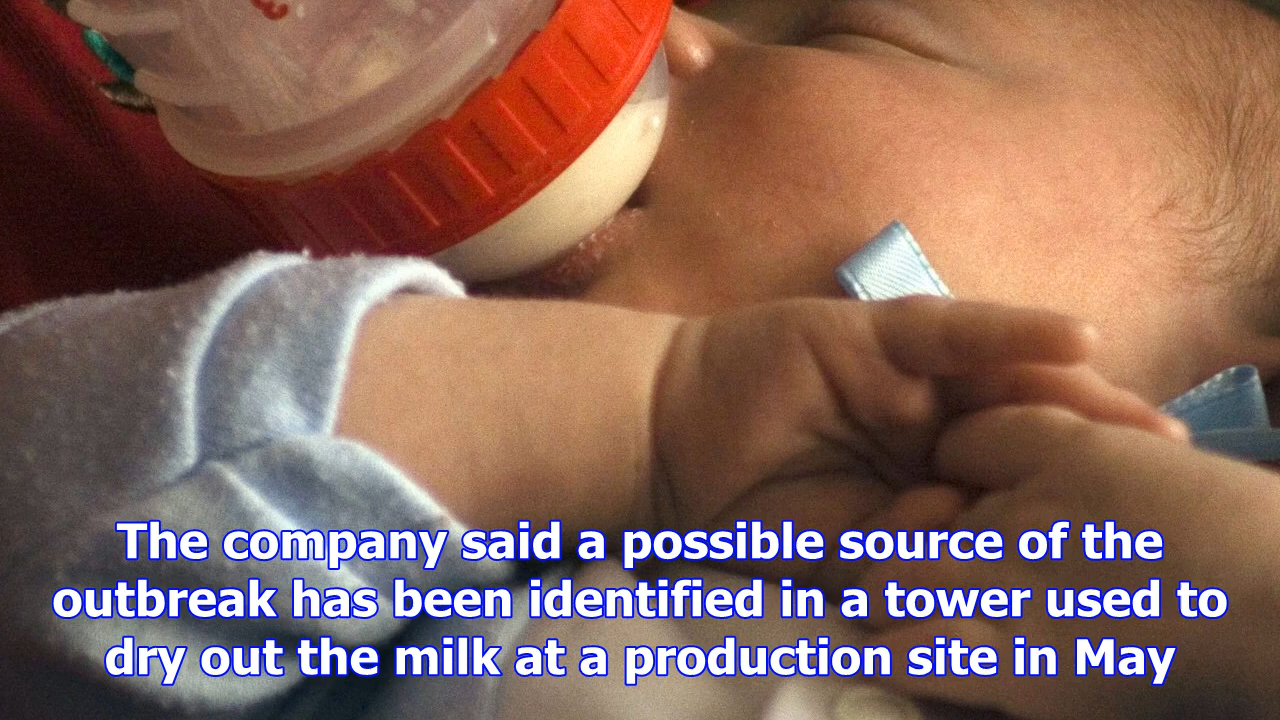 The company said a possible source of the
outbreak has been identified in a tower used to
dry out the milk at a production site in May